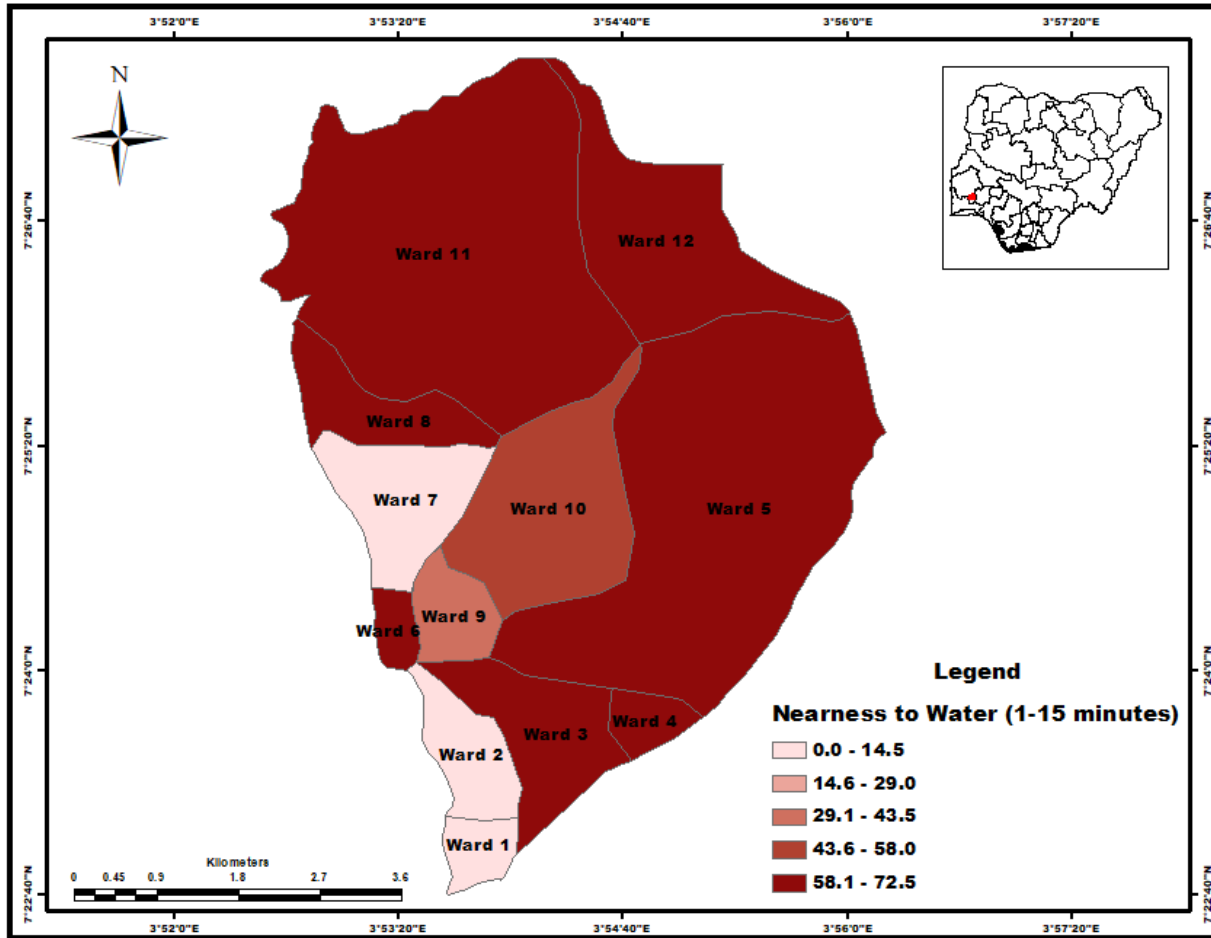 3°52'0"E 3°53'20"E 3°54'40"E 3°56'0"E 3°57'20"E
N
7°26'40"N 7°26'40"N
Ward 12
Ward 11
Ward 8
7°25'20"N 7°25'20"N
Ward 7
Ward 10 Ward 5
Ward 9
Ward 6
7°24'0"N 7°24'0"N
Legend
Nearness to Water (1-15 minutes)
Ward 4
Ward 3
Ward 2
0.0 - 14.5
14.6 - 29.0
29.1 - 43.5
43.6 - 58.0
58.1 - 72.5
Ward 1
Kilometers
0 0.45 0.9 1.8 2.7 3.6
7°22'40"N 7°22'40"N
3°52'0"E 3°53'20"E 3°54'40"E 3°56'0"E 3°57'20"E